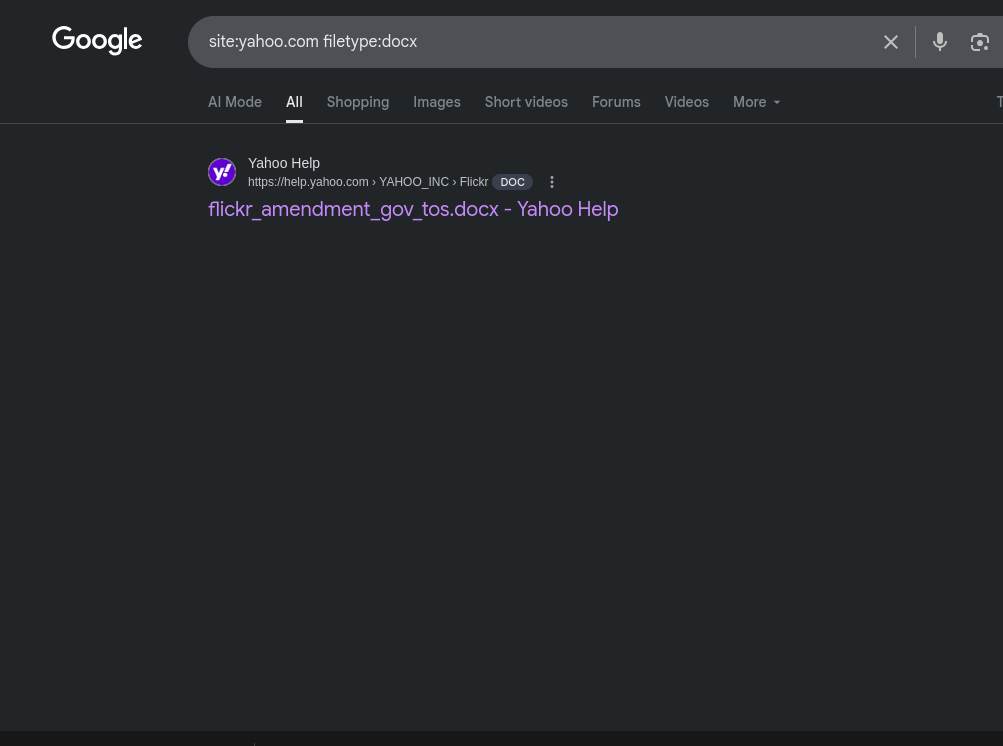 Google
site:yahoo.com filetype:docx
AI Mode All Shopping Images Short videos Forums Videos More
y!
Yahoo Help
https://help.yahoo.com › YAHOO_INC › Flickr DOC
flickr_amendment_gov_tos.docx - Yahoo Help